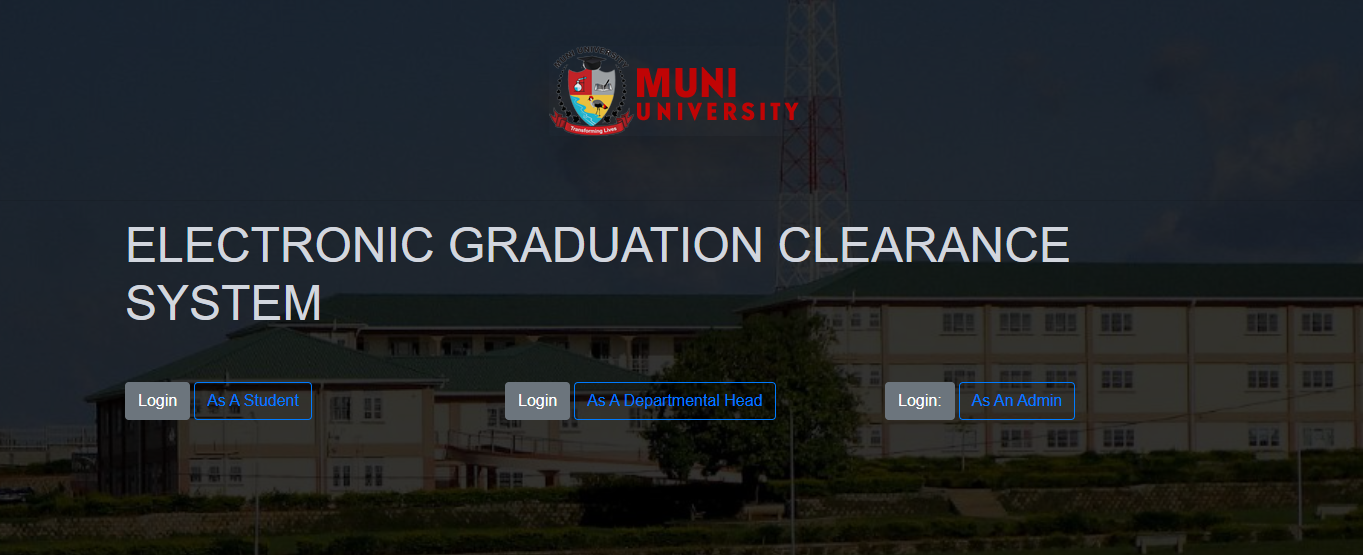 MUNI UNIVERSITY
MUNI
UNIVERSITY
Transforming Lives
ELECTRONIC GRADUATION CLEARANCE
SYSTEM
Login As A Student Login As A Departmental Head Login: As An Admin